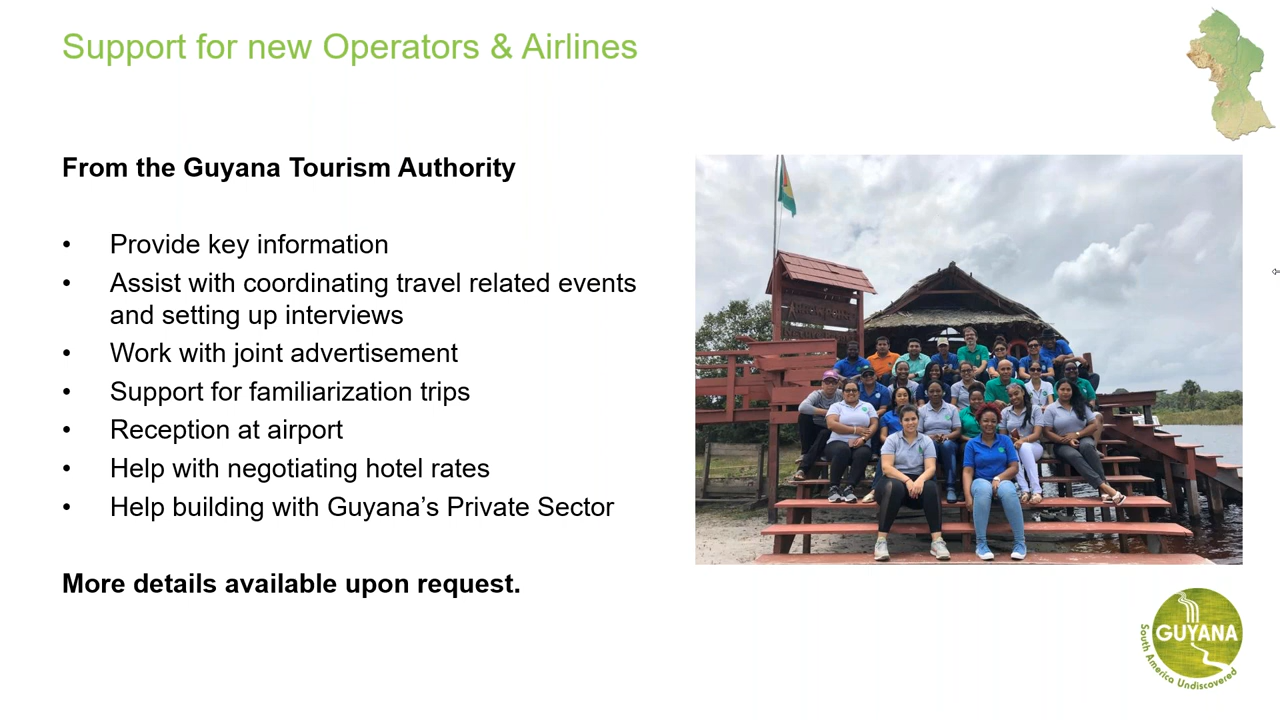 Support for new Operators & Airlines
From the Guyana Tourism Authority
• Provide key information
• Assist with coordinating travel related events
and setting up interviews
• Work with joint advertisement
• Support for familiarization trips
• Reception at airport
• Help with negotiating hotel rates
• Help building with Guyana’s Private Sector
More details available upon request.
GUYANA
South America Undiscovered